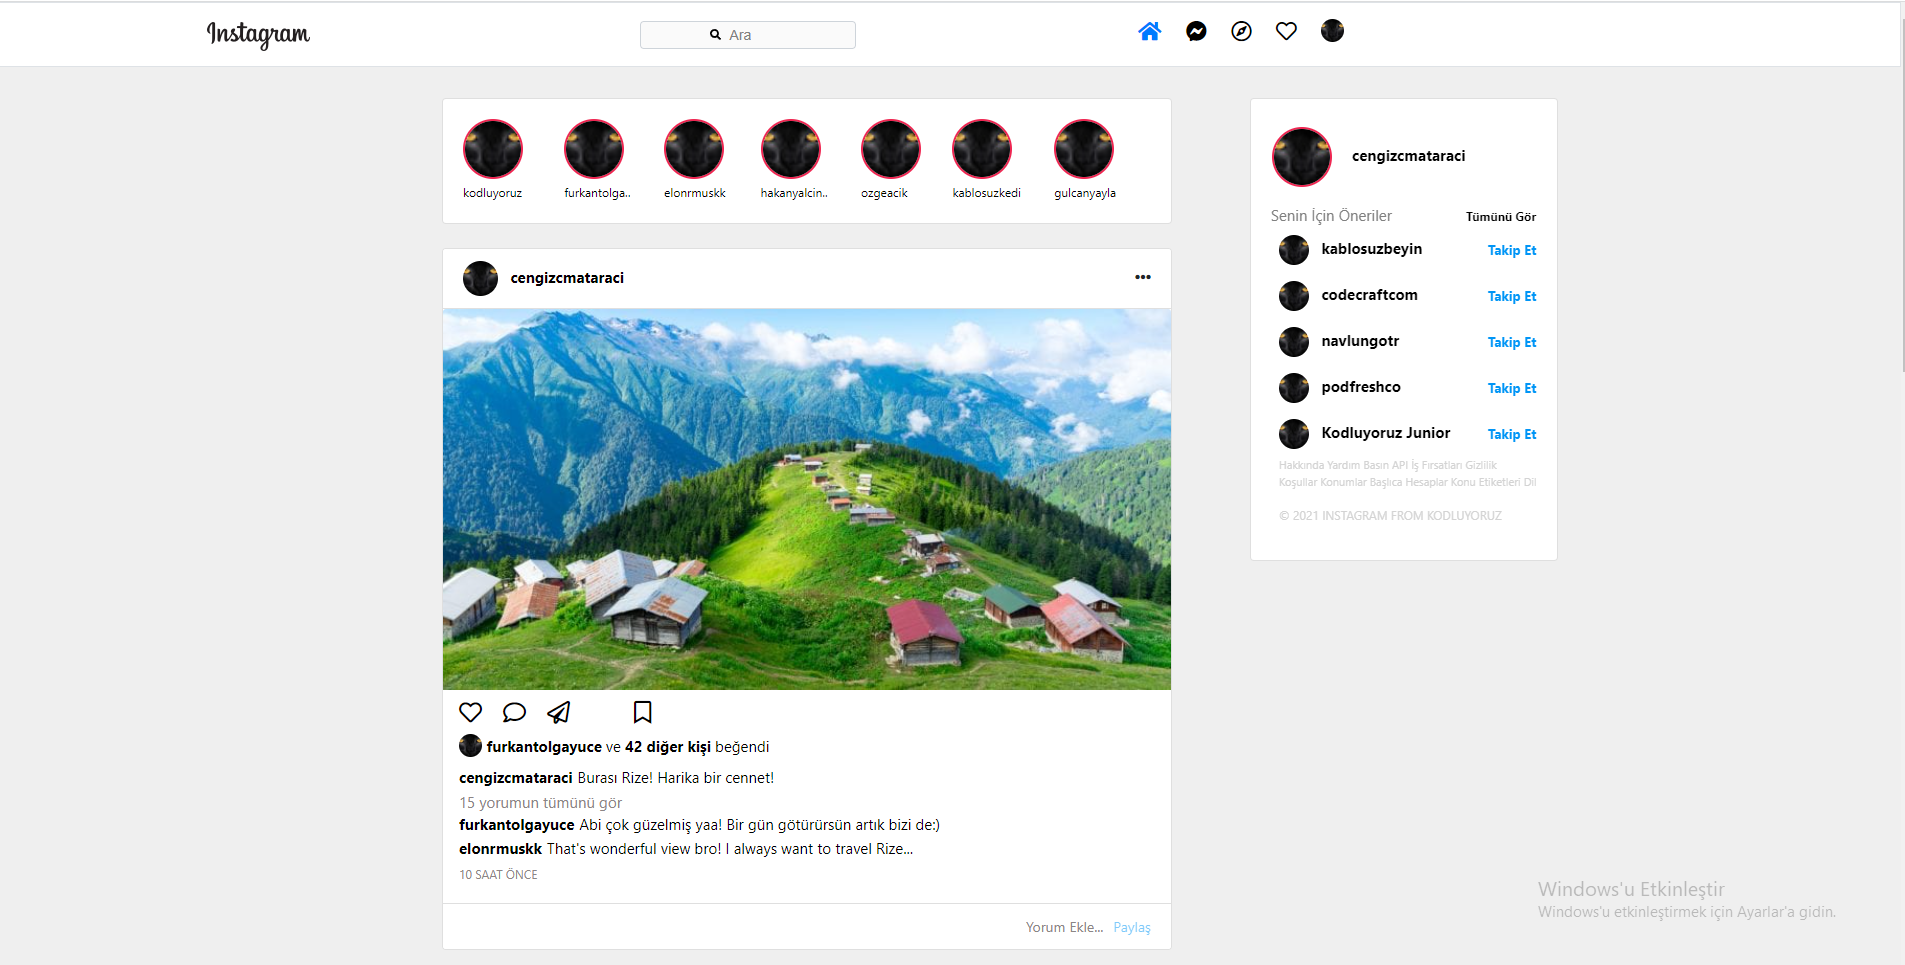 Instagram
Ara
kodluyoruz
furkantolga..
elonrmuskk
hakanyalcin..
ozgeacik
kablosuzkedi
gulcanyayla
cengizcmataraci
•••
furkantolgayuce ve 42 diğer kişi beğendi
cengizcmataraci Burası Rize! Harika bir cennet!
15 yorumun tümünü gör
furkantolgayuce Abi çok güzelmiş yaa! Bir gün götürürsün artık bizi de:)
elonrmuskk That's wonderful view bro! I always want to travel Rize...
10 SAAT ÖNCE
Yorum Ekle... Paylaş
cengizcmataraci
Senin İçin Öneriler Tümünü Gör
kablosuzbeyin Takip Et
codecraftcom Takip Et
navlungotr Takip Et
podfreshco Takip Et
Kodluyoruz Junior Takip Et
Hakkında Yardım Basın API İş Fırsatları Gizlilik
Koşullar Konumlar Başlıca Hesaplar Konu Etiketleri Dil
© 2021 INSTAGRAM FROM KODLUYORUZ
Windows'u Etkinleştir
Windows'u etkinleştirmek için Ayarlar'a gidin.